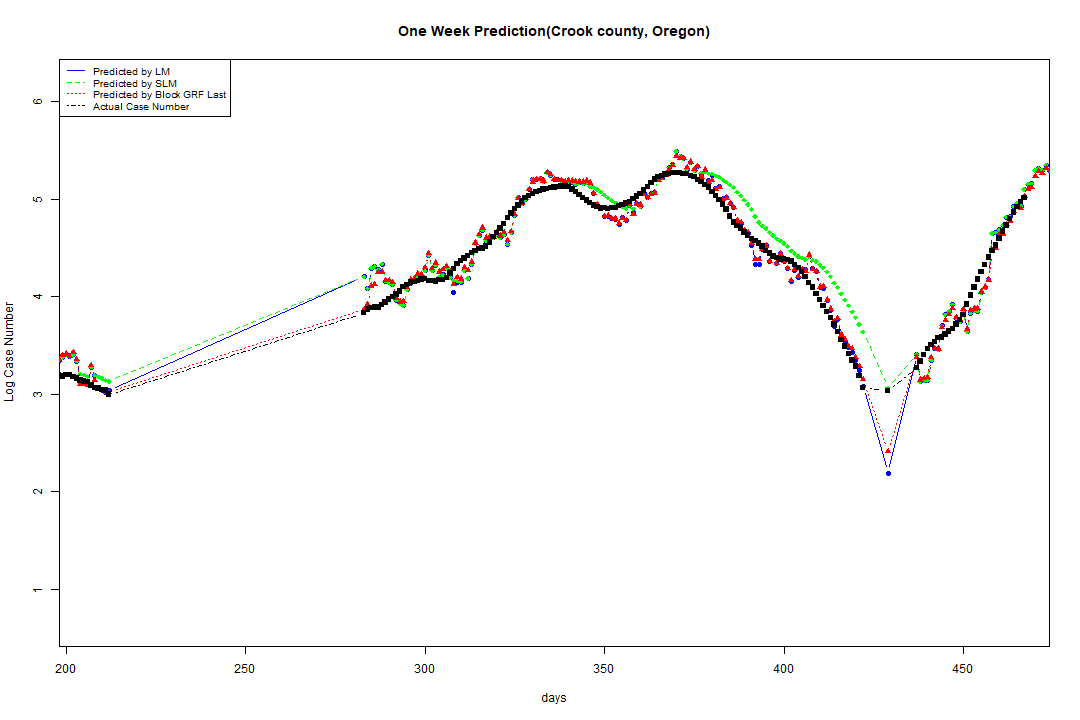 One Week Prediction(Crook county, Oregon)
Predicted by LM
Predicted by SLM
Predicted by Block GRF Last
Actual Case Number
Log Case Number
6
5
4
3
2
1
200 250 300 350 400 450
days